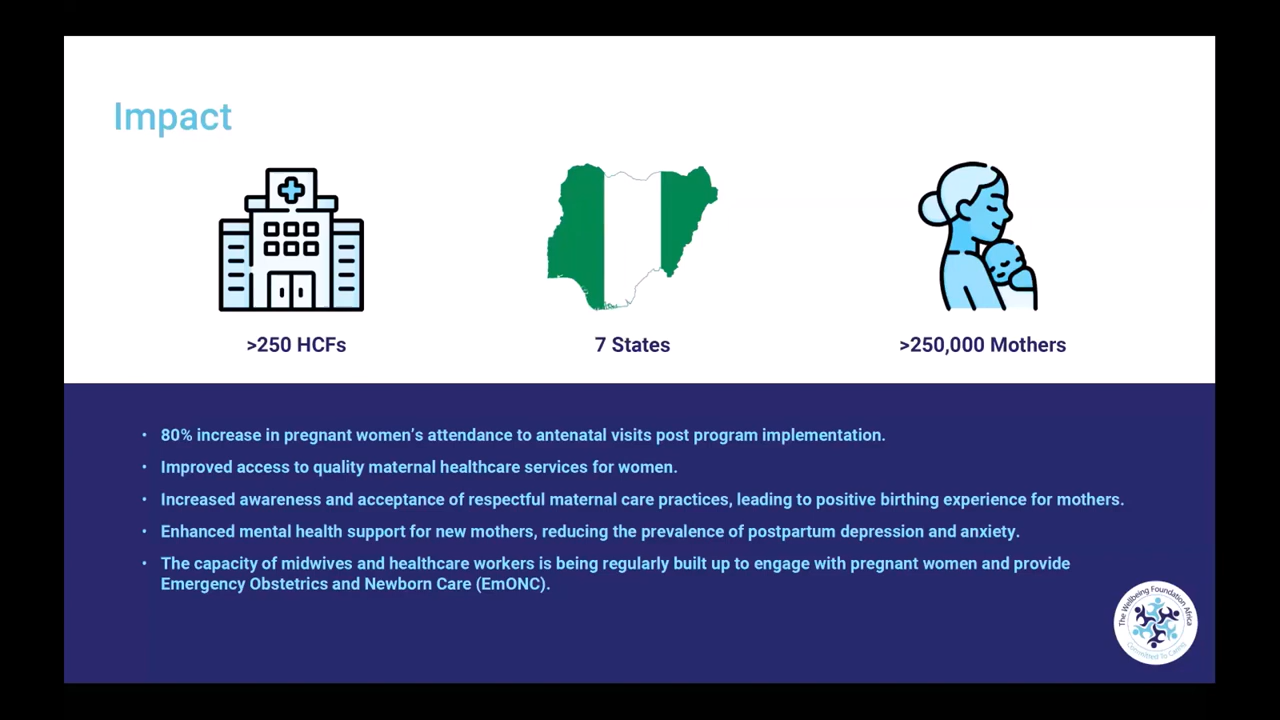 Impact
>250 HCFs
7 States
>250,000 Mothers
• 80% increase in pregnant women’s attendance to antenatal visits post program implementation.
• Improved access to quality maternal healthcare services for women.
• Increased awareness and acceptance of respectful maternal care practices, leading to positive birthing experience for mothers.
• Enhanced mental health support for new mothers, reducing the prevalence of postpartum depression and anxiety.
• The capacity of midwives and healthcare workers is being regularly built up to engage with pregnant women and provide
Emergency Obstetrics and Newborn Care (EmONC).
The Wellbeing Foundation Africa
Committed To Caring